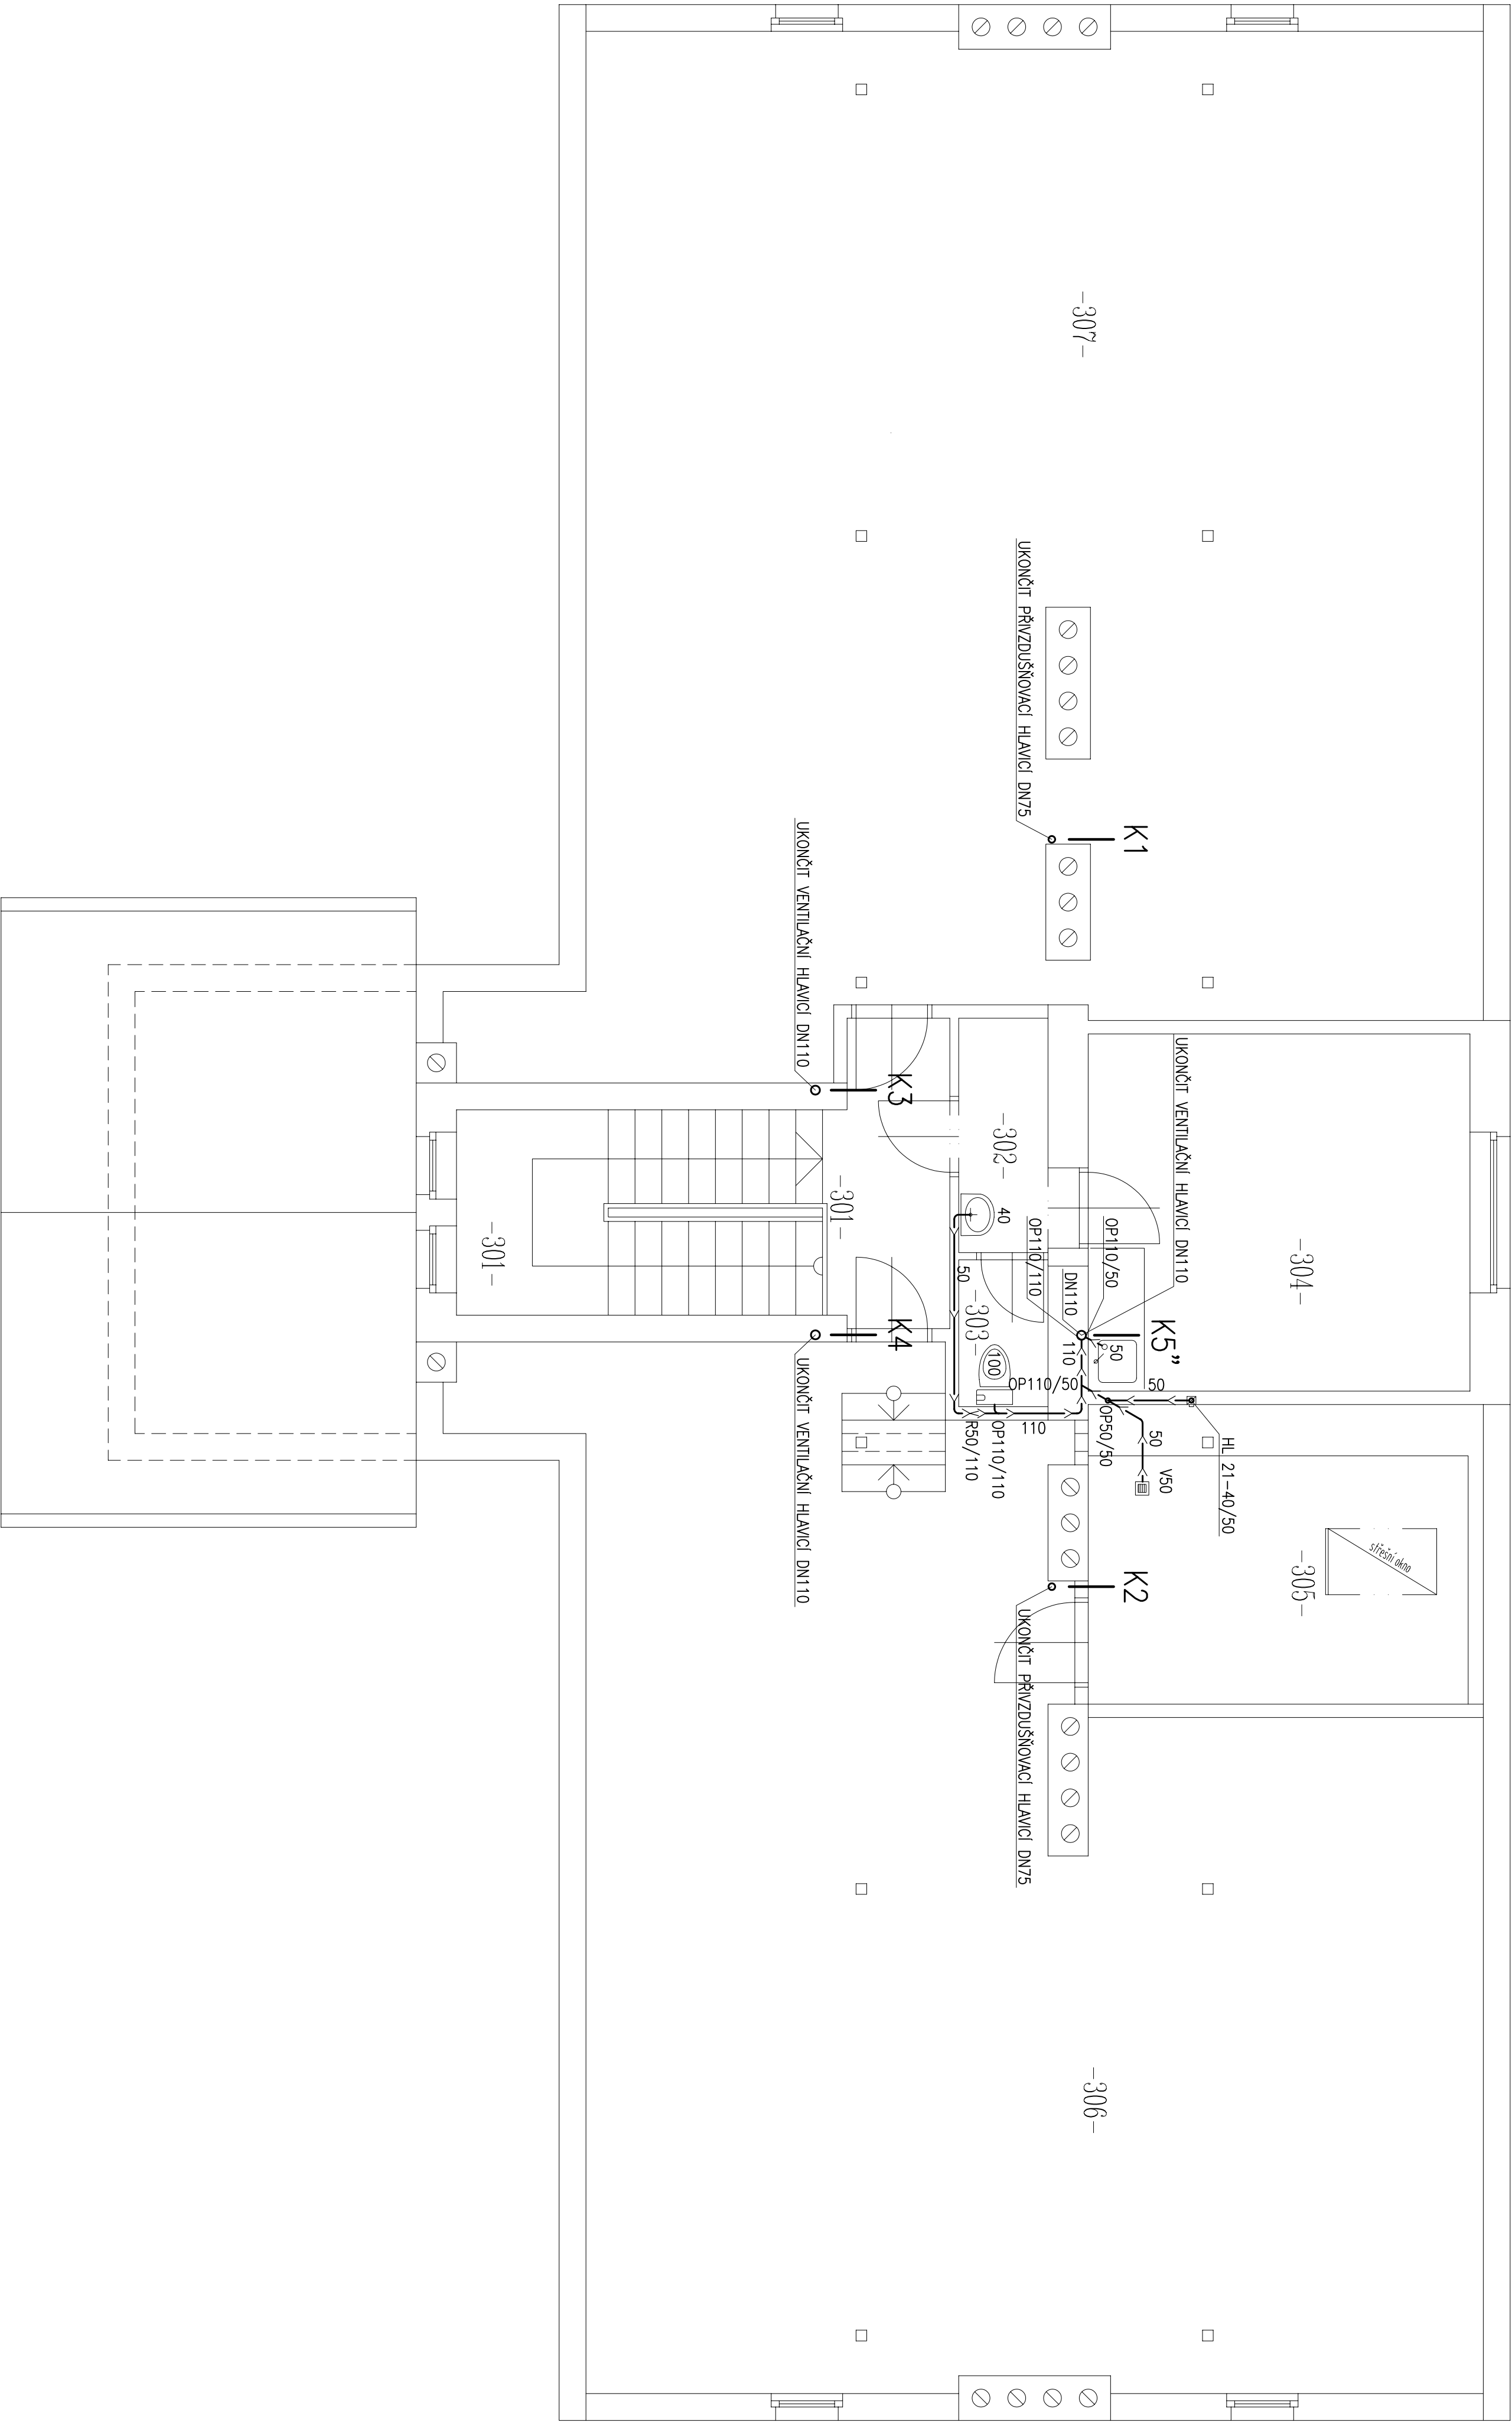 -307-
UKONČIT PŘIVZDUŠŇOVACÍ HLAVICÍ DN75
K1
UKONČIT VENTILAČNÍ HLAVICÍ DN110
K3
-302-
UKONČIT VENTILAČNÍ HLAVICÍ DN110
-304-
-301-
-301-
40
OP110/110
OP110/50
DN110
50
-303-
K4
K5”
110
50
100
OP110/50
50
UKONČIT VENTILAČNÍ HLAVICÍ DN110
R50/110
OP110/110
110
OP50/50
50
V50
HL 21-40/50
střešní okno
-305-
K2
UKONČIT PŘIVZDUŠŇOVACÍ HLAVICÍ DN75
-306-